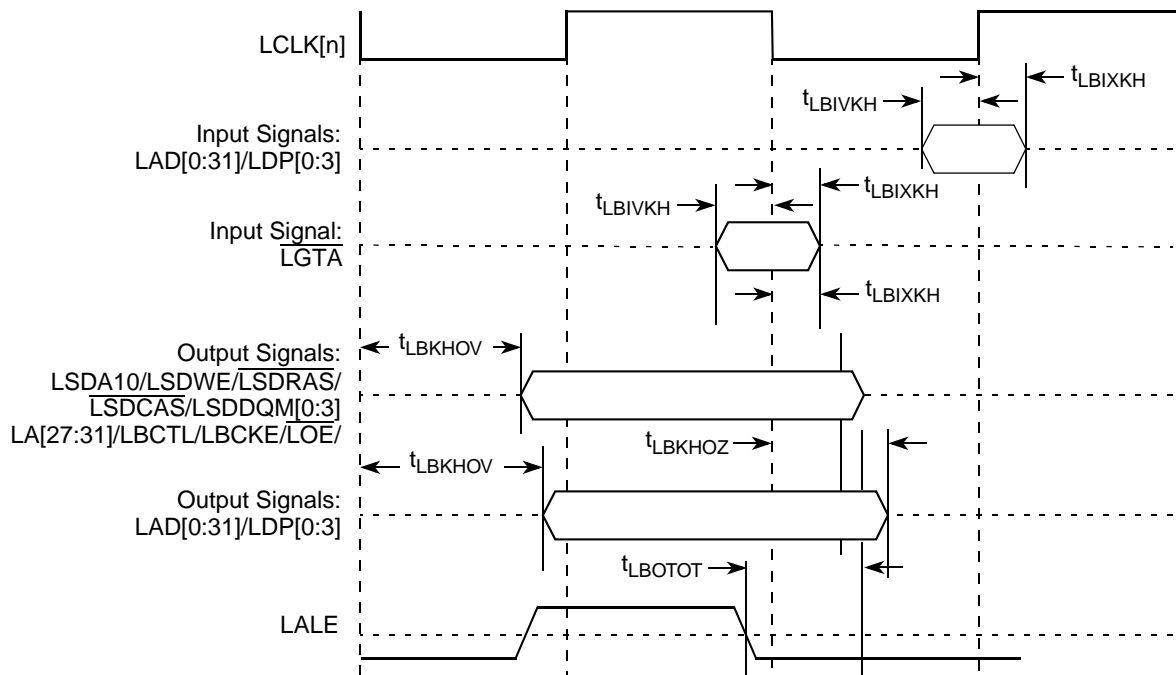 LCLK[n]
tLBIXKH
tLBIVKH
Input Signals:
LAD[0:31]/LDP[0:3]
tLBIXKH
tLBIVKH
Input Signal:
LGTA
tLBIXKH
tLBKHOV
Output Signals:
LSDA10/LSDWE/LSDRAS/
LSDCAS/LSDDQM[0:3]
LA[27:31]/LBCTL/LBCKE/LOE/
tLBKHOZ
tLBKHOV
Output Signals:
LAD[0:31]/LDP[0:3]
tLBOTOT
LALE